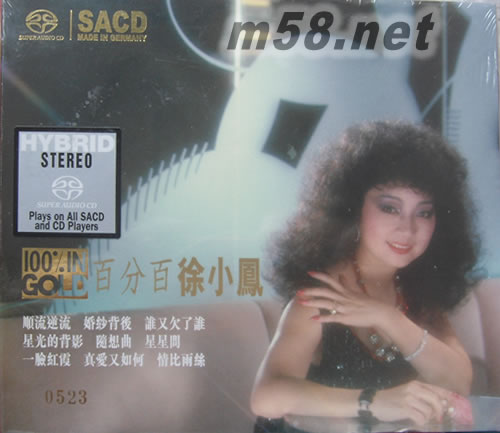 m58.net
SUPER AUDIO CD
SACD
MADE IN GERMANY
HYBRID
STEREO
SUPER AUDIO CD
Plays on All SACD
and CD Players
100% IN
GOLD
百分百徐小鳳
順流逆流 婚紗背後 誰又欠了誰
星光的背影 隨想曲 星星問
一臉紅霞 真愛又如何 情比雨絲
0523